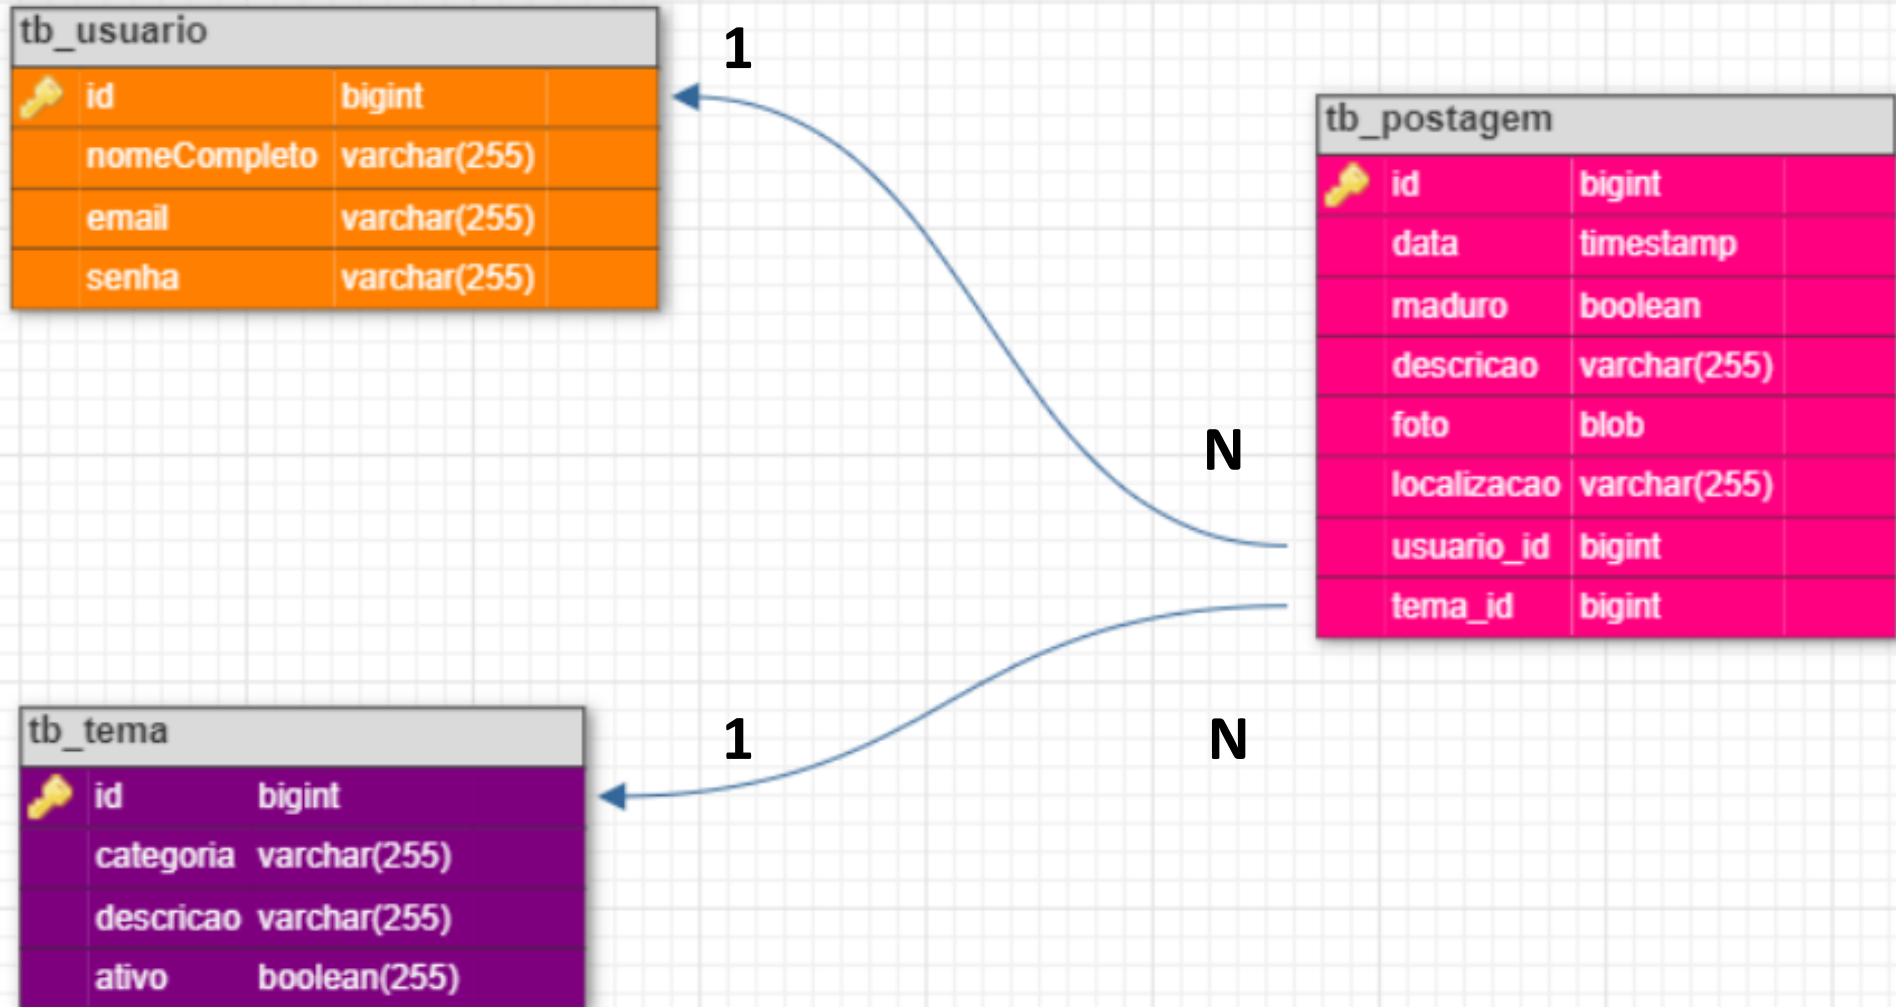 tb_usuario
id bigint
nomeCompleto varchar(255)
email varchar(255)
senha varchar(255)
1
N
tb_postagem
id bigint
data timestamp
maduro boolean
descricao varchar(255)
foto blob
localizacao varchar(255)
usuario_id bigint
tema_id bigint
tb_tema
id bigint
categoria varchar(255)
descricao varchar(255)
ativo boolean(255)
1
N